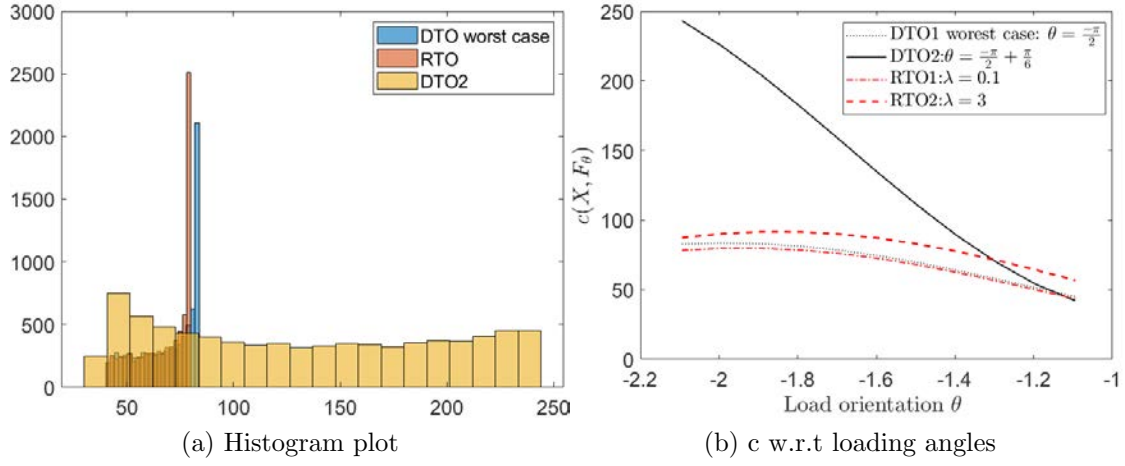 3000
2500
2000
1500
1000
500
0
50
100
150
200
250
DTO worst case
RTO
DTO2
(a) Histogram plot
250
200
150
100
50
0
-2.2
-2
-1.8
-1.6
-1.4
-1.2
-1
c(X, F_θ)
Load orientation θ
DTO1 worest case: θ = -π/2
DTO2:θ = -π/2 + π/6
RTO1:λ = 0.1
RTO2:λ = 3
(b) c w.r.t loading angles